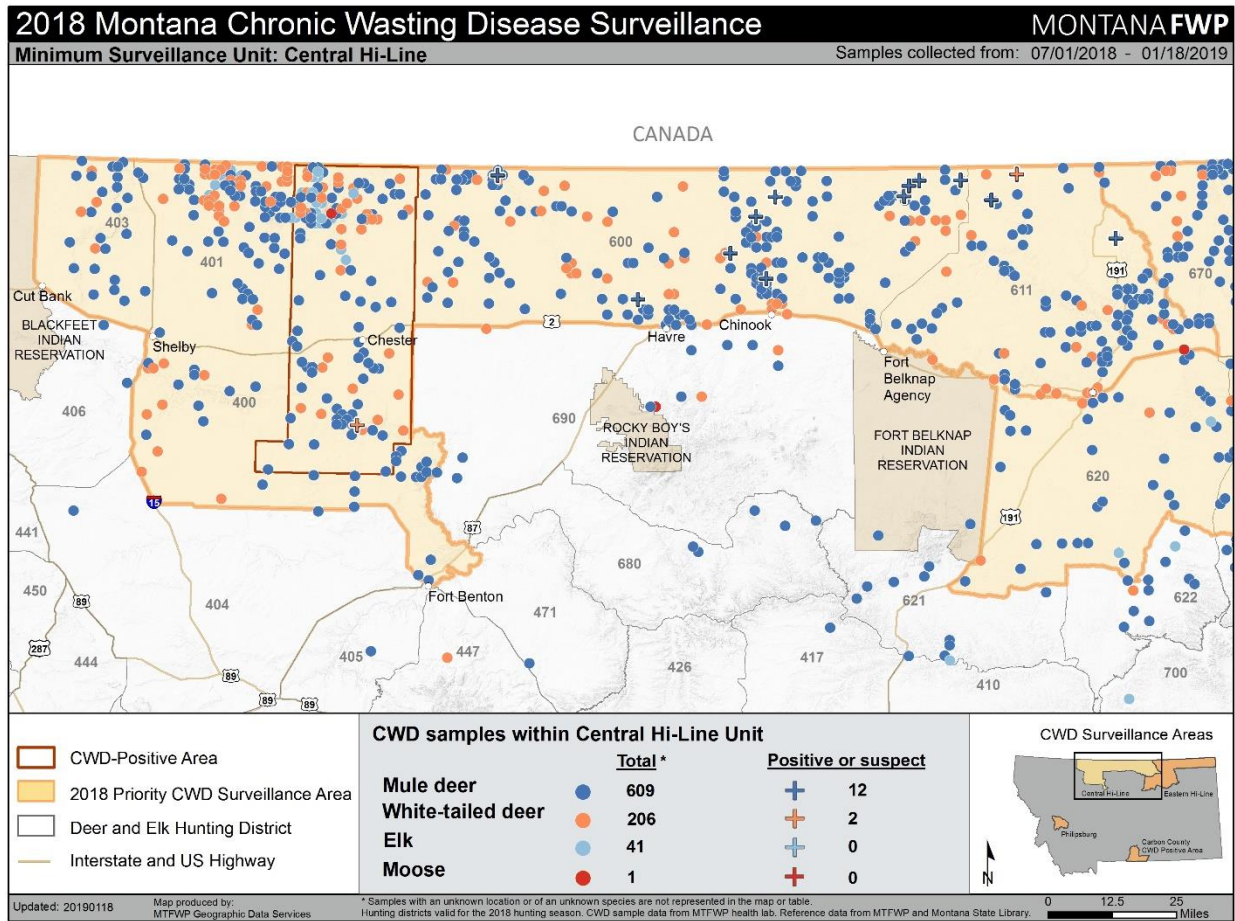 2018 Montana Chronic Wasting Disease Surveillance
MONTANA FWP
Minimum Surveillance Unit: Central Hi-Line
Samples collected from: 07/01/2018 - 01/18/2019
CANADA
403
401
600
191
670
611
Cut Bank
BLACKFEET
INDIAN
RESERVATION
Shelby
Chester
2
Havre
Chinook
Fort
Belknap
Agency
406
400
690
ROCKY BOY'S
INDIAN
RESERVATION
FORT BELKNAP
INDIAN
RESERVATION
620
15
441
87
191
680
450
89
404
Fort Benton
471
621
622
287
444
89
405
447
426
417
410
700
89
89
CWD-Positive Area
2018 Priority CWD Surveillance Area
Deer and Elk Hunting District
Interstate and US Highway
CWD samples within Central Hi-Line Unit
Total *
Positive or suspect
Mule deer 609 12
White-tailed deer 206 2
Elk 41 0
Moose 1 0
CWD Surveillance Areas
Central Hi-Line
Eastern Hi-Line
Philipsburg
Carbon County
CWD Positive Area
N
0 12.5 25
Miles
Updated: 20190118
Map produced by:
MTFWP Geographic Data Services
* Samples with an unknown location or of an unknown species are not represented in the map or table.
Hunting districts valid for the 2018 hunting season. CWD sample data from MTFWP health lab. Reference data from MTFWP and Montana State Library.